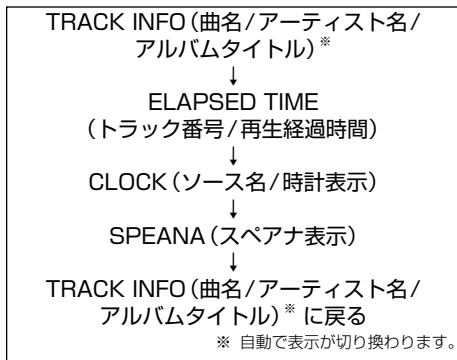 TRACK INFO（曲名/アーティスト名/
アルバムタイトル）※
↓
ELAPSED TIME
（トラック番号/再生経過時間）
↓
CLOCK（ソース名/時計表示）
↓
SPEANA（スペアナ表示）
↓
TRACK INFO（曲名/アーティスト名/
アルバムタイトル）※ に戻る
※ 自動で表示が切り換わります。